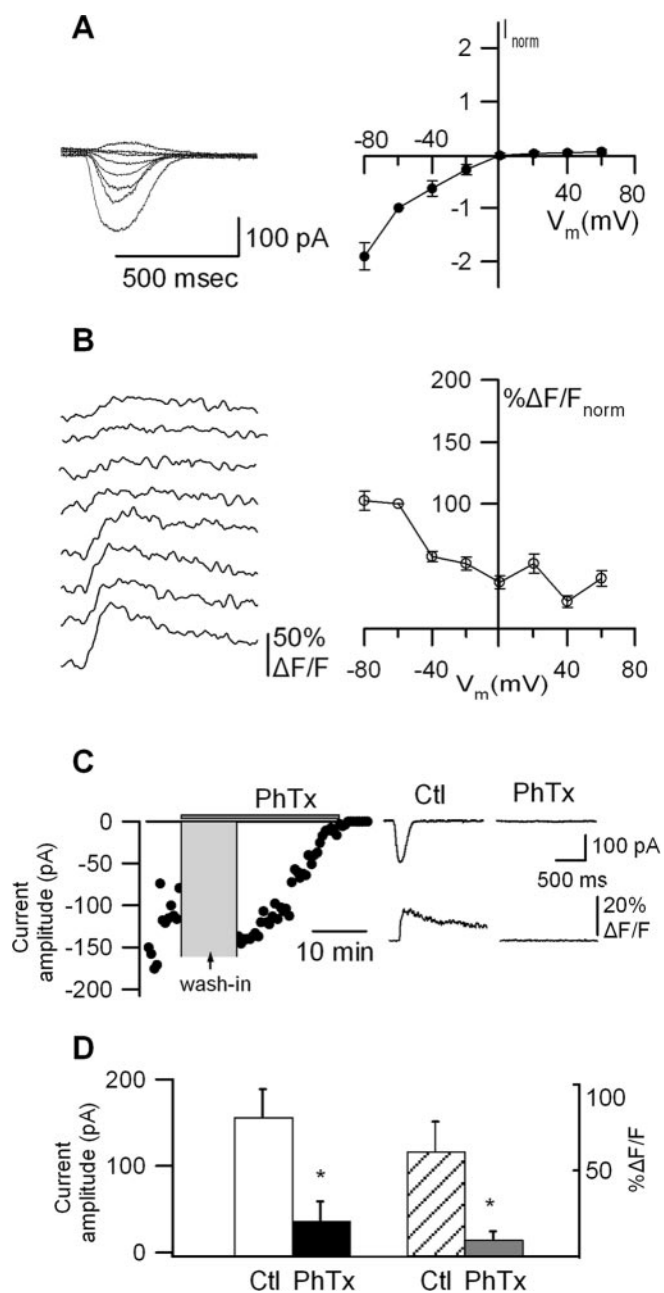 A
I norm
2
1
-80
-40
40
80
-1
-2
Vm(mV)
100 pA
500 msec
B
200
%ΔF/Fnorm
100
50%
ΔF/F
-80
-40
40
80
Vm(mV)
C
PhTx
Ctl
PhTx
0
-50
-100
-150
-200
Current
amplitude (pA)
wash-in
10 min
100 pA
500 ms
20%
ΔF/F
D
200
100
0
Current
amplitude (pA)
*
*
100
50
%ΔF/F
Ctl PhTx
Ctl PhTx